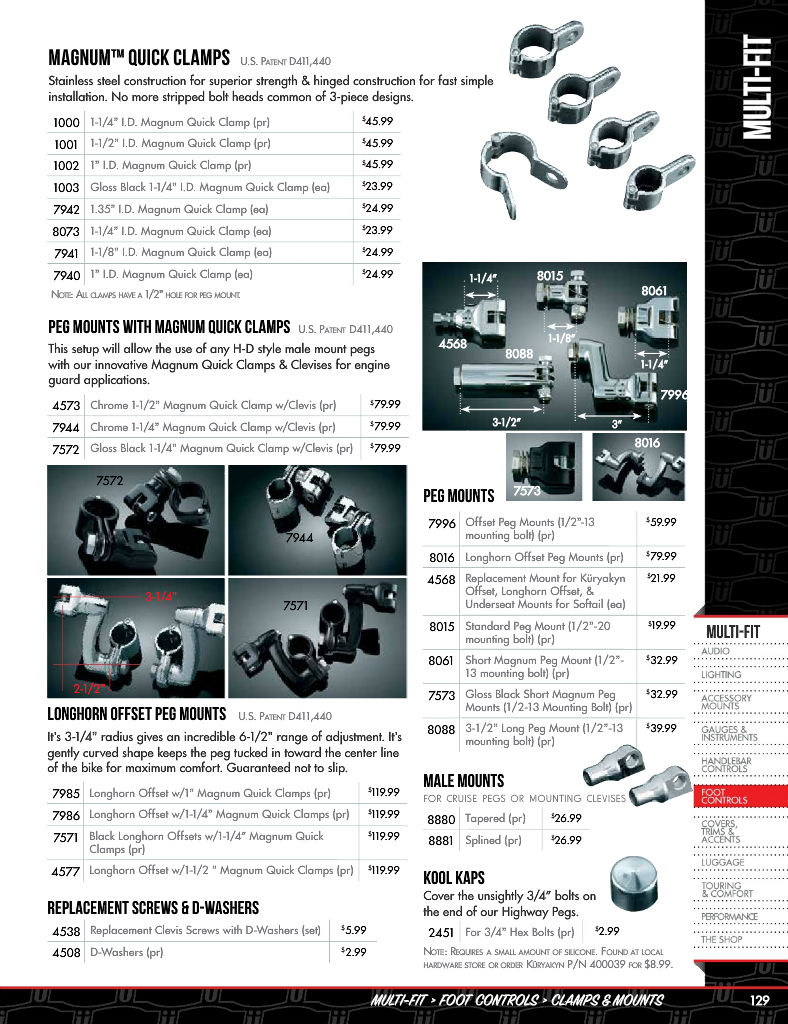 MAGNUM™ QUICK CLAMPS U.S. PATENT D411,440
Stainless steel construction for superior strength & hinged construction for fast simple
installation. No more stripped bolt heads common of 3-piece designs.
1000 1-1/4” I.D. Magnum Quick Clamp (pr) $45.99
1001 1-1/2” I.D. Magnum Quick Clamp (pr) $45.99
1002 1” I.D. Magnum Quick Clamp (pr) $45.99
1003 Gloss Black 1-1/4" I.D. Magnum Quick Clamp (ea) $23.99
7942 1.35” I.D. Magnum Quick Clamp (ea) $24.99
8073 1-1/4” I.D. Magnum Quick Clamp (ea) $23.99
7941 1-1/8" I.D. Magnum Quick Clamp (ea) $24.99
7940 1” I.D. Magnum Quick Clamp (ea) $24.99
NOTE: ALL CLAMPS HAVE A 1/2” HOLE FOR PEG MOUNT.
PEG MOUNTS WITH MAGNUM QUICK CLAMPS U.S. PATENT D411,440
This setup will allow the use of any H-D style male mount pegs
with our innovative Magnum Quick Clamps & Clevises for engine
guard applications.
4573 Chrome 1-1/2” Magnum Quick Clamp w/Clevis (pr) $79.99
7944 Chrome 1-1/4” Magnum Quick Clamp w/Clevis (pr) $79.99
7572 Gloss Black 1-1/4" Magnum Quick Clamp w/Clevis (pr) $79.99
7572
7944
3-1/4"
2-1/2"
7571
LONGHORN OFFSET PEG MOUNTS U.S. PATENT D411,440
It’s 3-1/4” radius gives an incredible 6-1/2” range of adjustment. It’s
gently curved shape keeps the peg tucked in toward the center line
of the bike for maximum comfort. Guaranteed not to slip.
7985 Longhorn Offset w/1" Magnum Quick Clamps (pr) $119.99
7986 Longhorn Offset w/1-1/4” Magnum Quick Clamps (pr) $119.99
7571 Black Longhorn Offsets w/1-1/4” Magnum Quick
Clamps (pr) $119.99
4577 Longhorn Offset w/1-1/2 " Magnum Quick Clamps (pr) $119.99
REPLACEMENT SCREWS & D-WASHERS
4538 Replacement Clevis Screws with D-Washers (set) $5.99
4508 D-Washers (pr) $2.99
1-1/4”
8015
8061
4568
1-1/8”
8088
1-1/4”
7996
3-1/2”
3”
7573
8016
PEG MOUNTS
7996 Offset Peg Mounts (1/2”-13
mounting bolt) (pr) $59.99
8016 Longhorn Offset Peg Mounts (pr) $79.99
4568 Replacement Mount for Küryakyn
Offset, Longhorn Offset, &
Underseat Mounts for Softail (ea) $21.99
8015 Standard Peg Mount (1/2”-20
mounting bolt) (pr) $19.99
8061 Short Magnum Peg Mount (1/2”-
13 mounting bolt) (pr) $32.99
7573 Gloss Black Short Magnum Peg
Mounts (1/2-13 Mounting Bolt) (pr) $32.99
8088 3-1/2” Long Peg Mount (1/2”-13
mounting bolt) (pr) $39.99
MALE MOUNTS
FOR CRUISE PEGS OR MOUNTING CLEVISES
8880 Tapered (pr) $26.99
8881 Splined (pr) $26.99
KOOL KAPS
Cover the unsightly 3/4” bolts on
the end of our Highway Pegs.
2451 For 3/4” Hex Bolts (pr) $2.99
NOTE: REQUIRES A SMALL AMOUNT OF SILICONE. FOUND AT LOCAL
HARDWARE STORE OR ORDER KÜRYAKYN P/N 400039 FOR $8.99.
MULTI-FIT
MULTI-FIT
AUDIO
LIGHTING
ACCESSORY
MOUNTS
GAUGES &
INSTRUMENTS
HANDLEBAR
CONTROLS
FOOT
CONTROLS
COVERS,
TRIMS &
ACCENTS
LUGGAGE
TOURING
& COMFORT
PERFORMANCE
THE SHOP
MULTI-FIT > FOOT CONTROLS > CLAMPS & MOUNTS 129